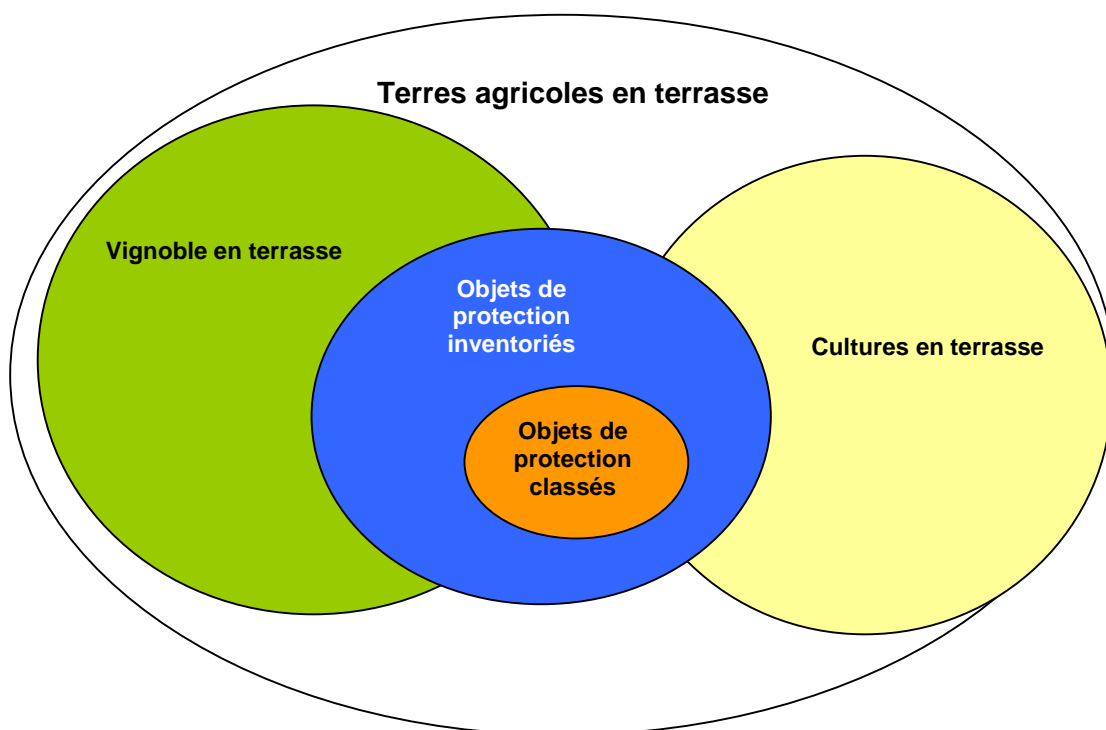 Terres agricoles en terrasse
Vignoble en terrasse
Objets de
protection
inventoriés
Cultures en terrasse
Objets de
protection
classés